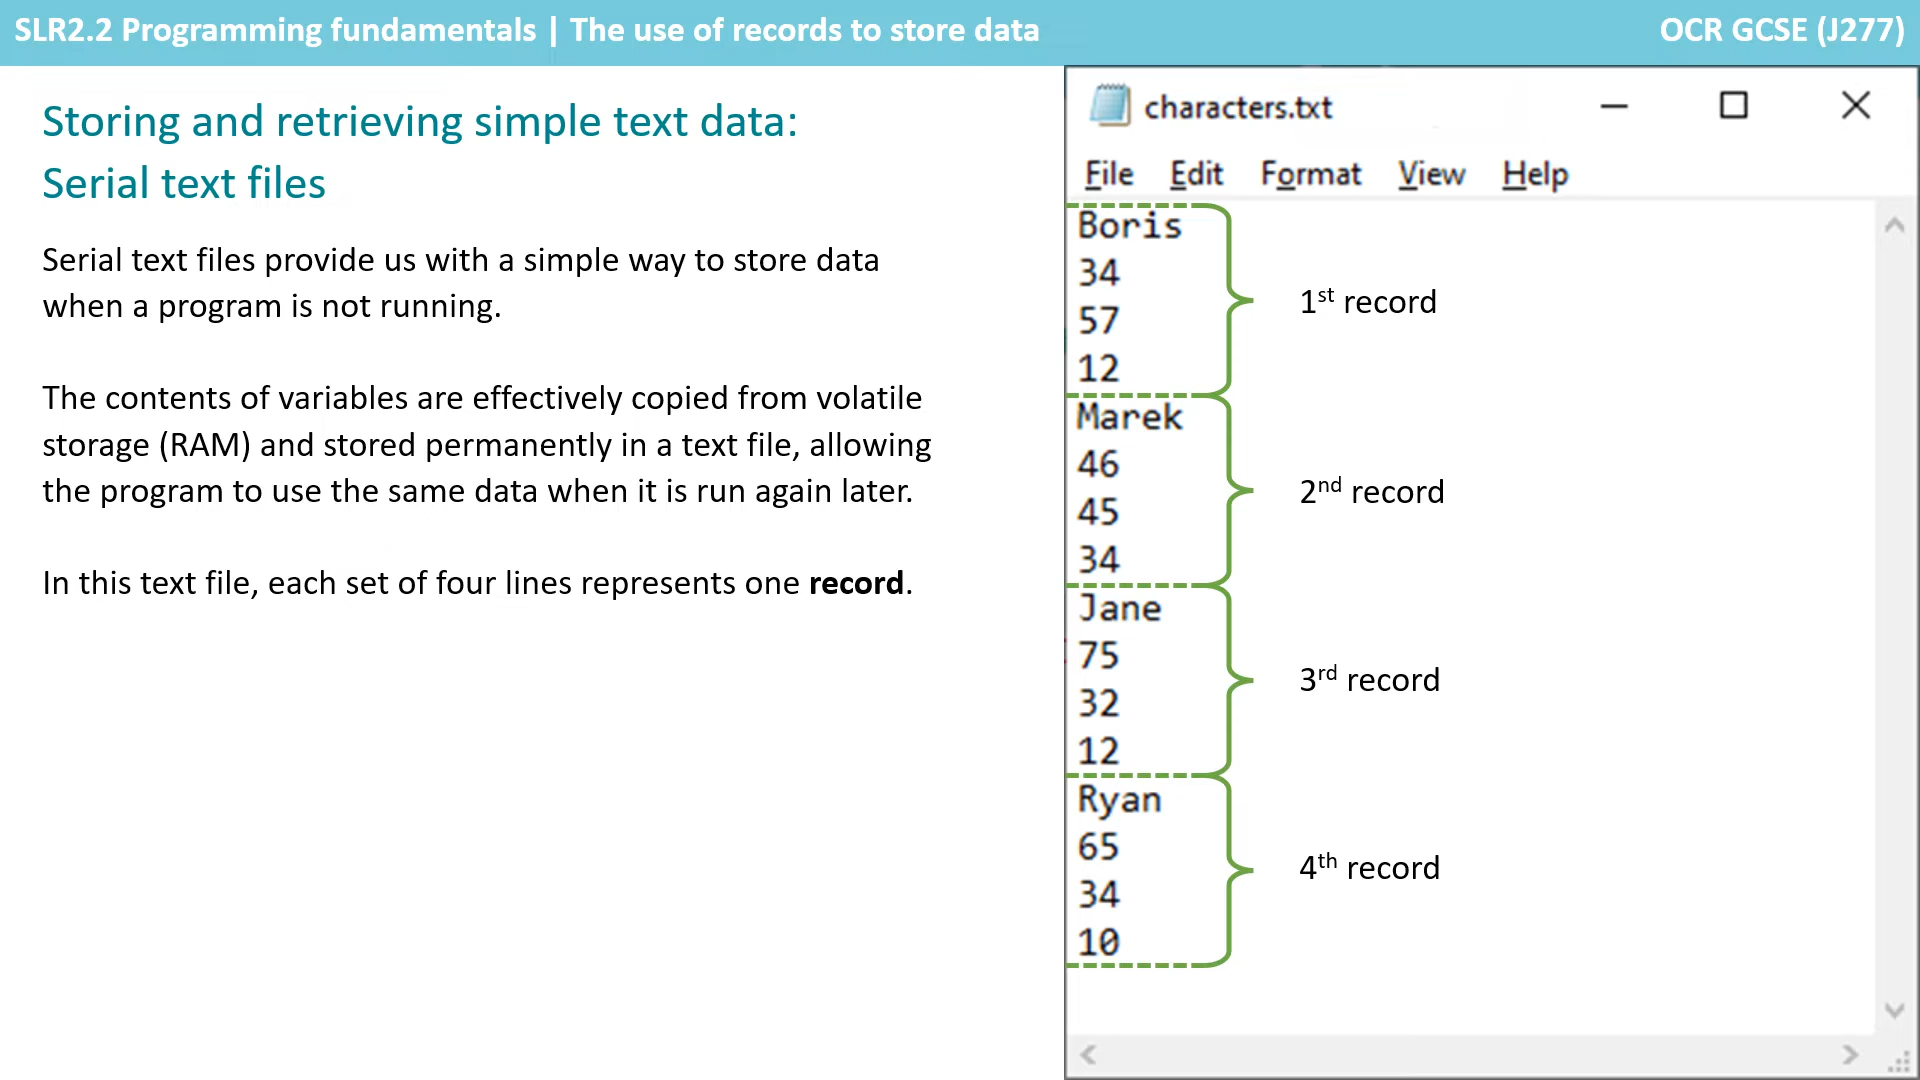 SLR2.2 Programming fundamentals | The use of records to store data
OCR GCSE (J277)
Storing and retrieving simple text data:
Serial text files
Serial text files provide us with a simple way to store data
when a program is not running.
The contents of variables are effectively copied from volatile
storage (RAM) and stored permanently in a text file, allowing
the program to use the same data when it is run again later.
In this text file, each set of four lines represents one record.
characters.txt
File Edit Format View Help
Boris
34
57
12
1st record
Marek
46
45
34
2nd record
Jane
75
32
12
3rd record
Ryan
65
34
10
4th record